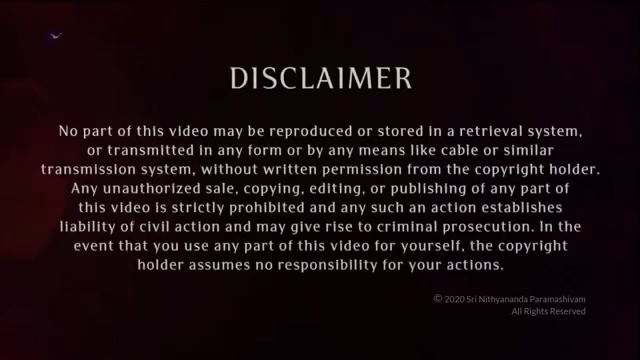 DISCLAIMER
No part of this video may be reproduced or stored in a retrieval system,
or transmitted in any form or by any means like cable or similar
transmission system, without written permission from the copyright holder.
Any unauthorized sale, copying, editing, or publishing of any part of
this video is strictly prohibited and any such an action establishes
liability of civil action and may give rise to criminal prosecution. In the
event that you use any part of this video for yourself, the copyright
holder assumes no responsibility for your actions.
© 2020 Sri Nithyananda Paramashivam
All Rights Reserved